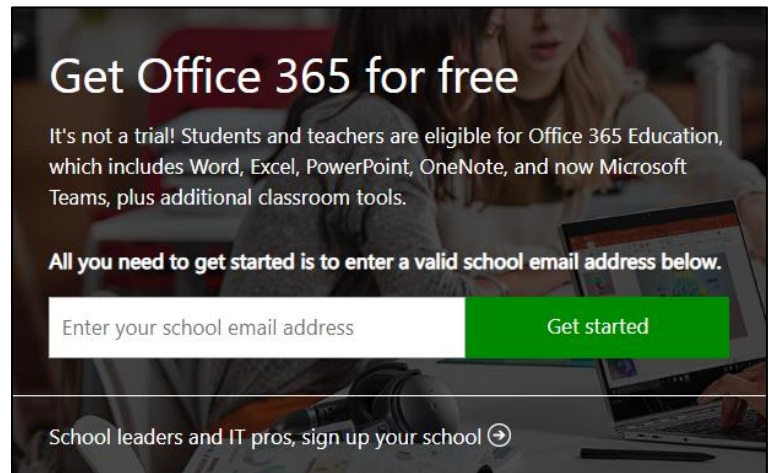 Get Office 365 for free
It's not a trial! Students and teachers are eligible for Office 365 Education,
which includes Word, Excel, PowerPoint, OneNote, and now Microsoft
Teams, plus additional classroom tools.
All you need to get started is to enter a valid school email address below.
Enter your school email address
Get started
School leaders and IT pros, sign up your school